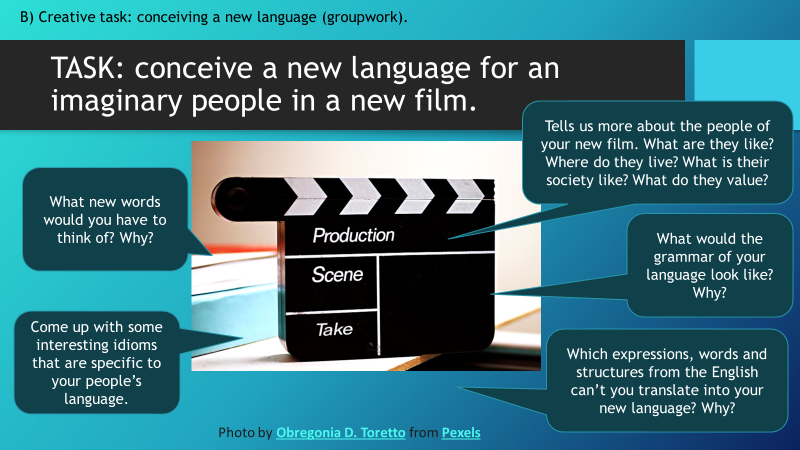 B) Creative task: conceiving a new language (groupwork).
TASK: conceive a new language for an
imaginary people in a new film.
Tells us more about the people of
your new film. What are they like?
Where do they live? What is their
society like? What do they value?
What new words
would you have to
think of? Why?
Production
Scene
Take
What would the
grammar of your
language look like?
Why?
Come up with some
interesting idioms
that are specific to
your people’s
language.
Which expressions, words and
structures from the English
can’t you translate into your
new language? Why?
Photo by Obregonia D. Toretto from Pexels